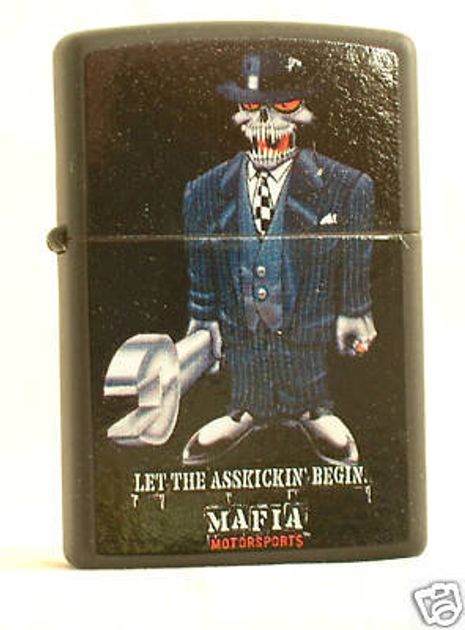 LET THE ASSKICKIN' BEGIN.
MAFIA
MOTORSPORTS